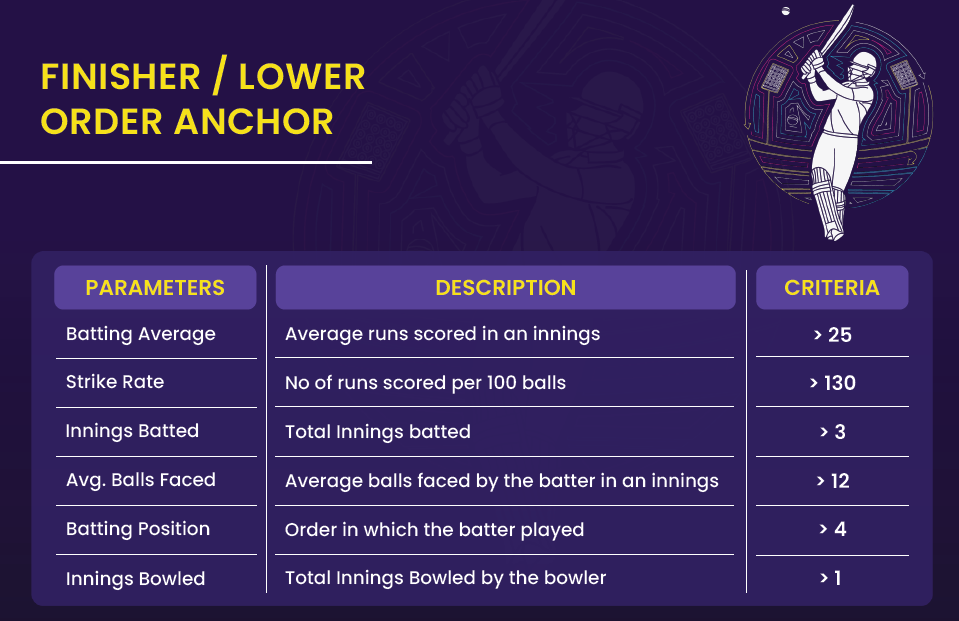 FINISHER / LOWER
ORDER ANCHOR
PARAMETERS DESCRIPTION CRITERIA
Batting Average Average runs scored in an innings > 25
Strike Rate No of runs scored per 100 balls > 130
Innings Batted Total Innings batted > 3
Avg. Balls Faced Average balls faced by the batter in an innings > 12
Batting Position Order in which the batter played > 4
Innings Bowled Total Innings Bowled by the bowler > 1